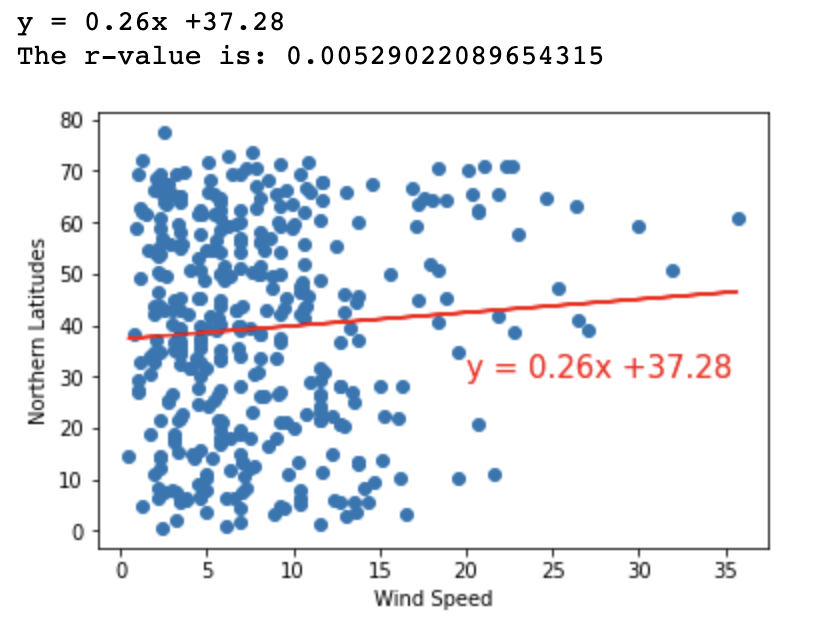 y = 0.26x +37.28
The r-value is: 0.00529022089654315
80
70
60
50
40
30
20
10
0
Northern Latitudes
y = 0.26x +37.28
0 5 10 15 20 25 30 35
Wind Speed